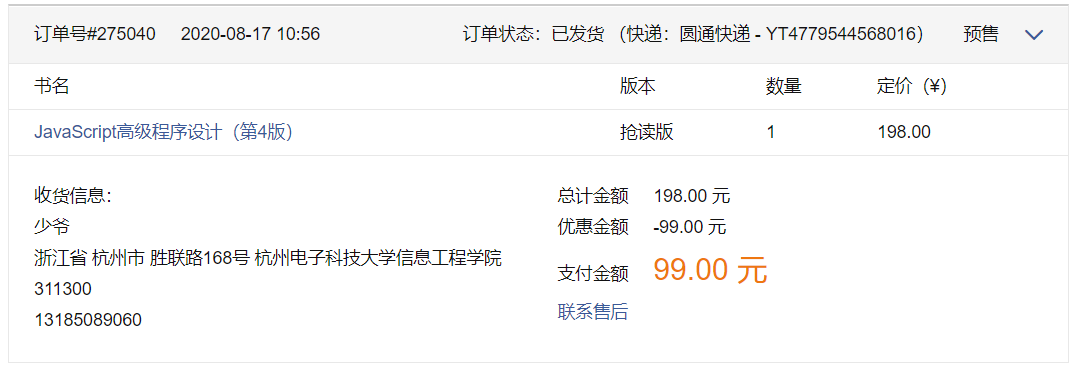 订单号#275040 2020-08-17 10:56 订单状态：已发货 （快递：圆通快递 - YT4779544568016） 预售
书名 版本 数量 定价（¥）
JavaScript高级程序设计（第4版） 抢读版 1 198.00
收货信息：
少爷
浙江省 杭州市 胜联路168号 杭州电子科技大学信息工程学院
311300
13185089060
总计金额 198.00 元
优惠金额 -99.00 元
支付金额 99.00 元
联系售后